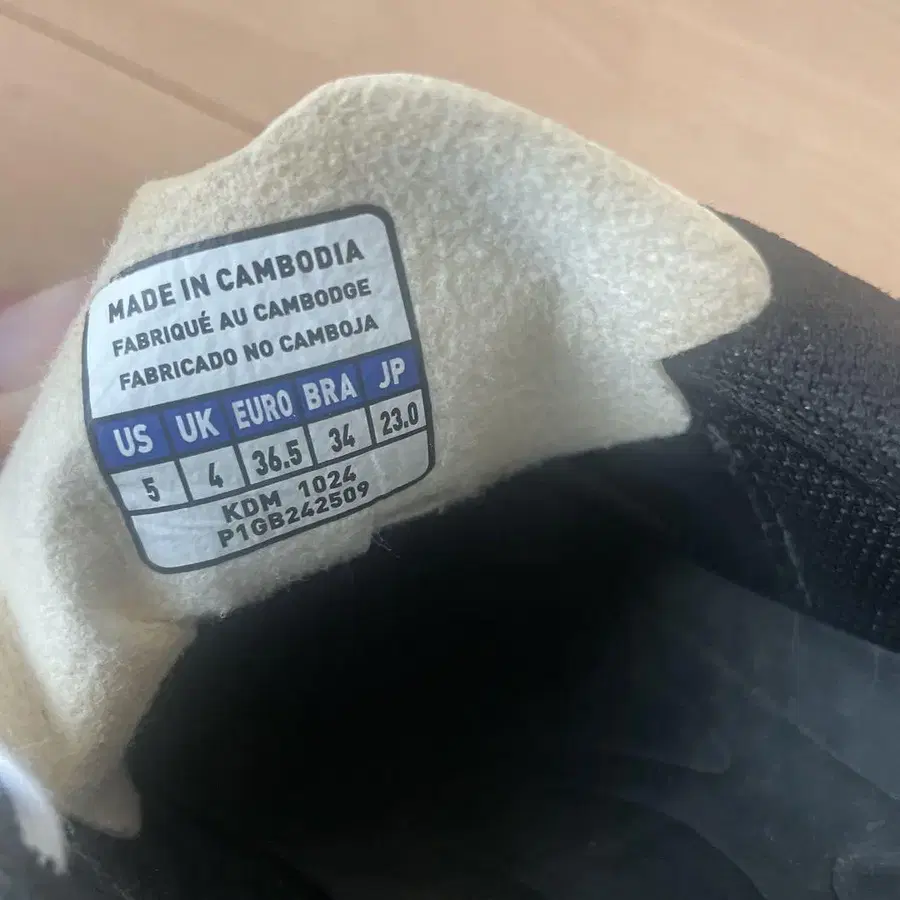 MADE IN CAMBODIA
FABRIQUÉ AU CAMBODGE
FABRICADO NO CAMBOJA
US UK EURO BRA JP
5 4 36.5 34 23.0
KDM 1024
P1GB242509